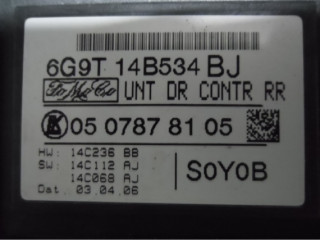 6G9T 14B534 BJ
FoMoCo UNT DR CONTR RR
K 05 0787 81 05
HW: 14C236 BB
SW: 14C112 AJ
14C068 AJ
Dat. 03.04.06
S0Y0B